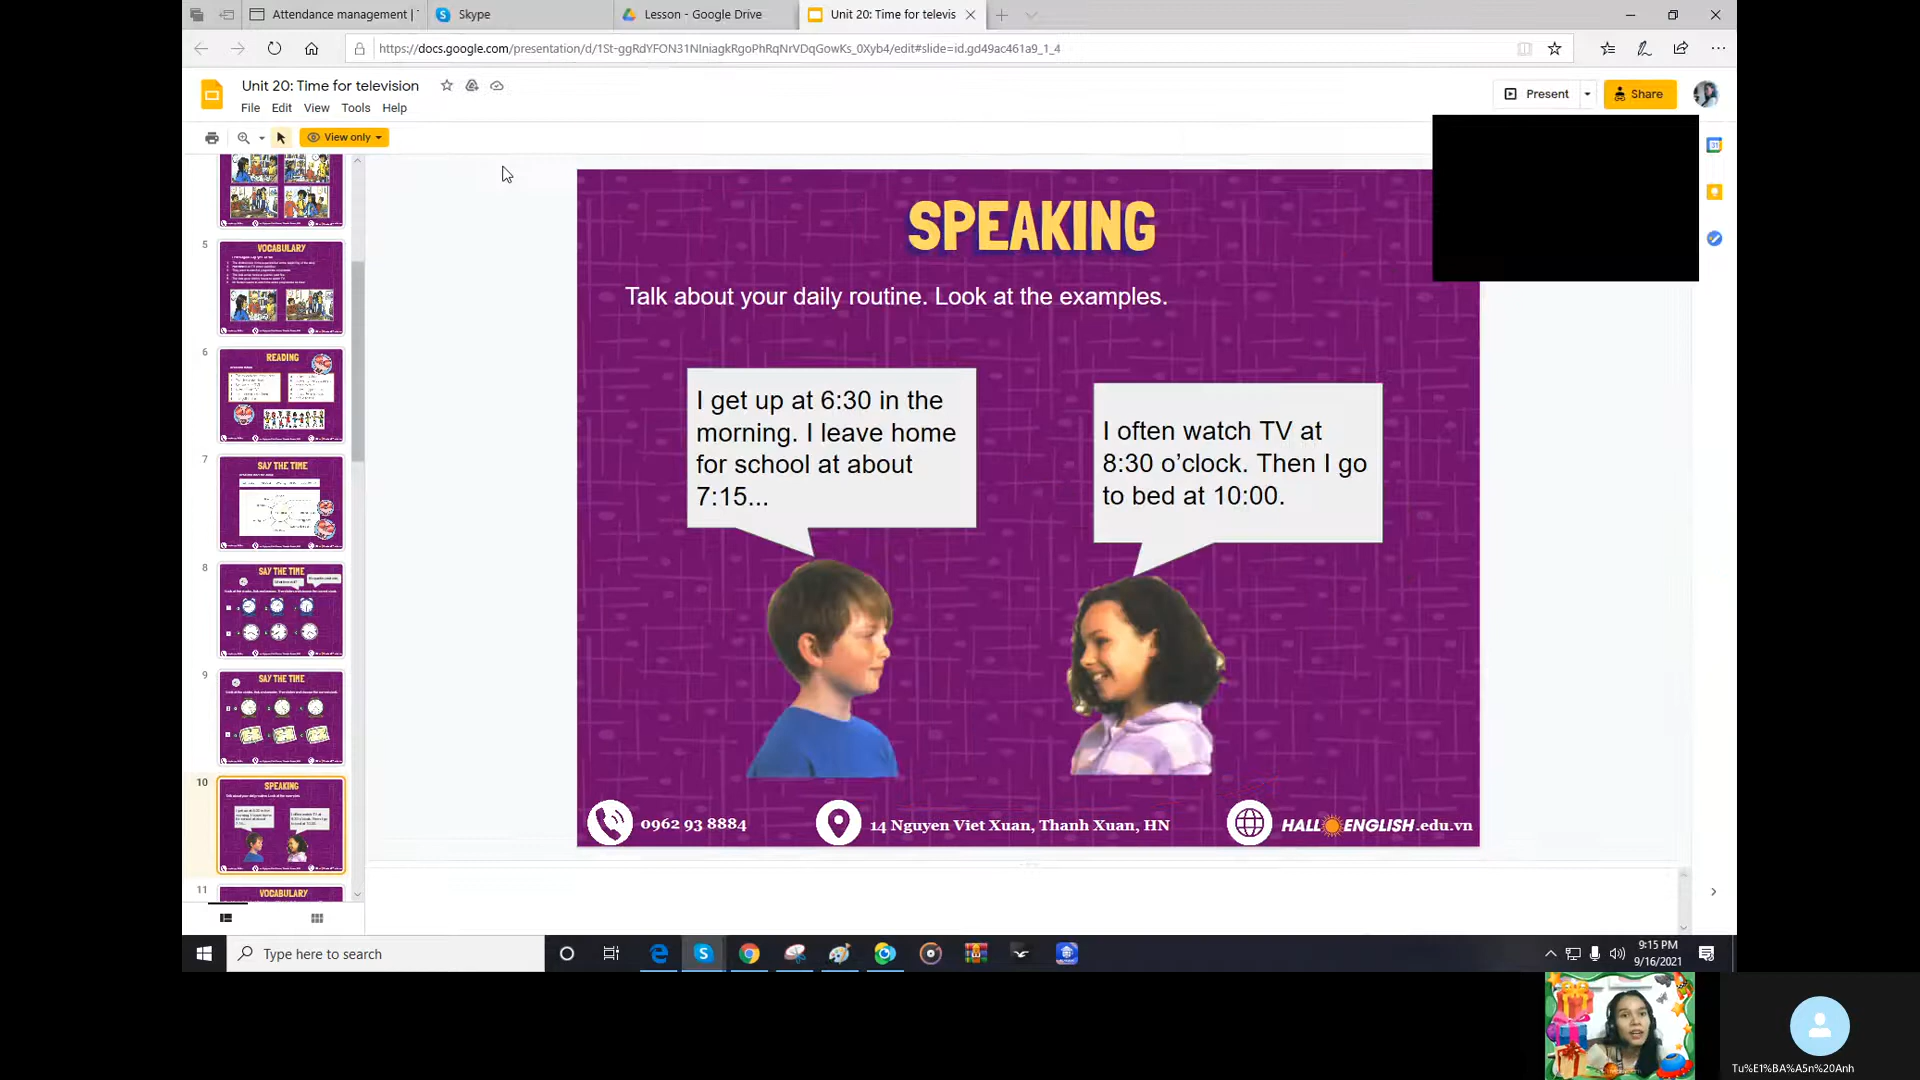 Attendance management |
Skype
Lesson - Google Drive
Unit 20: Time for televis
https://docs.google.com/presentation/d/1St-ggRdYFON31NIniagkRgoPhRqNrVDqGowKs_0Xyb4/edit#slide=id.gd49ac461a9_1_4
Unit 20: Time for television
Present
Share
File Edit View Tools Help
View only
31
SPEAKING
Talk about your daily routine. Look at the examples.
I get up at 6:30 in the
morning. I leave home
for school at about
7:15...
I often watch TV at
8:30 o’clock. Then I go
to bed at 10:00.
0962 93 8884
14 Nguyen Viet Xuan, Thanh Xuan, HN
HALLO ENGLISH.edu.vn
5
VOCABULARY
6
READING
7
SAY THE TIME
8
SAY THE TIME
9
SAY THE TIME
10
SPEAKING
11
VOCABULARY
Type here to search
9:15 PM
9/16/2021
Tu%E1%BA%A5n%20Anh